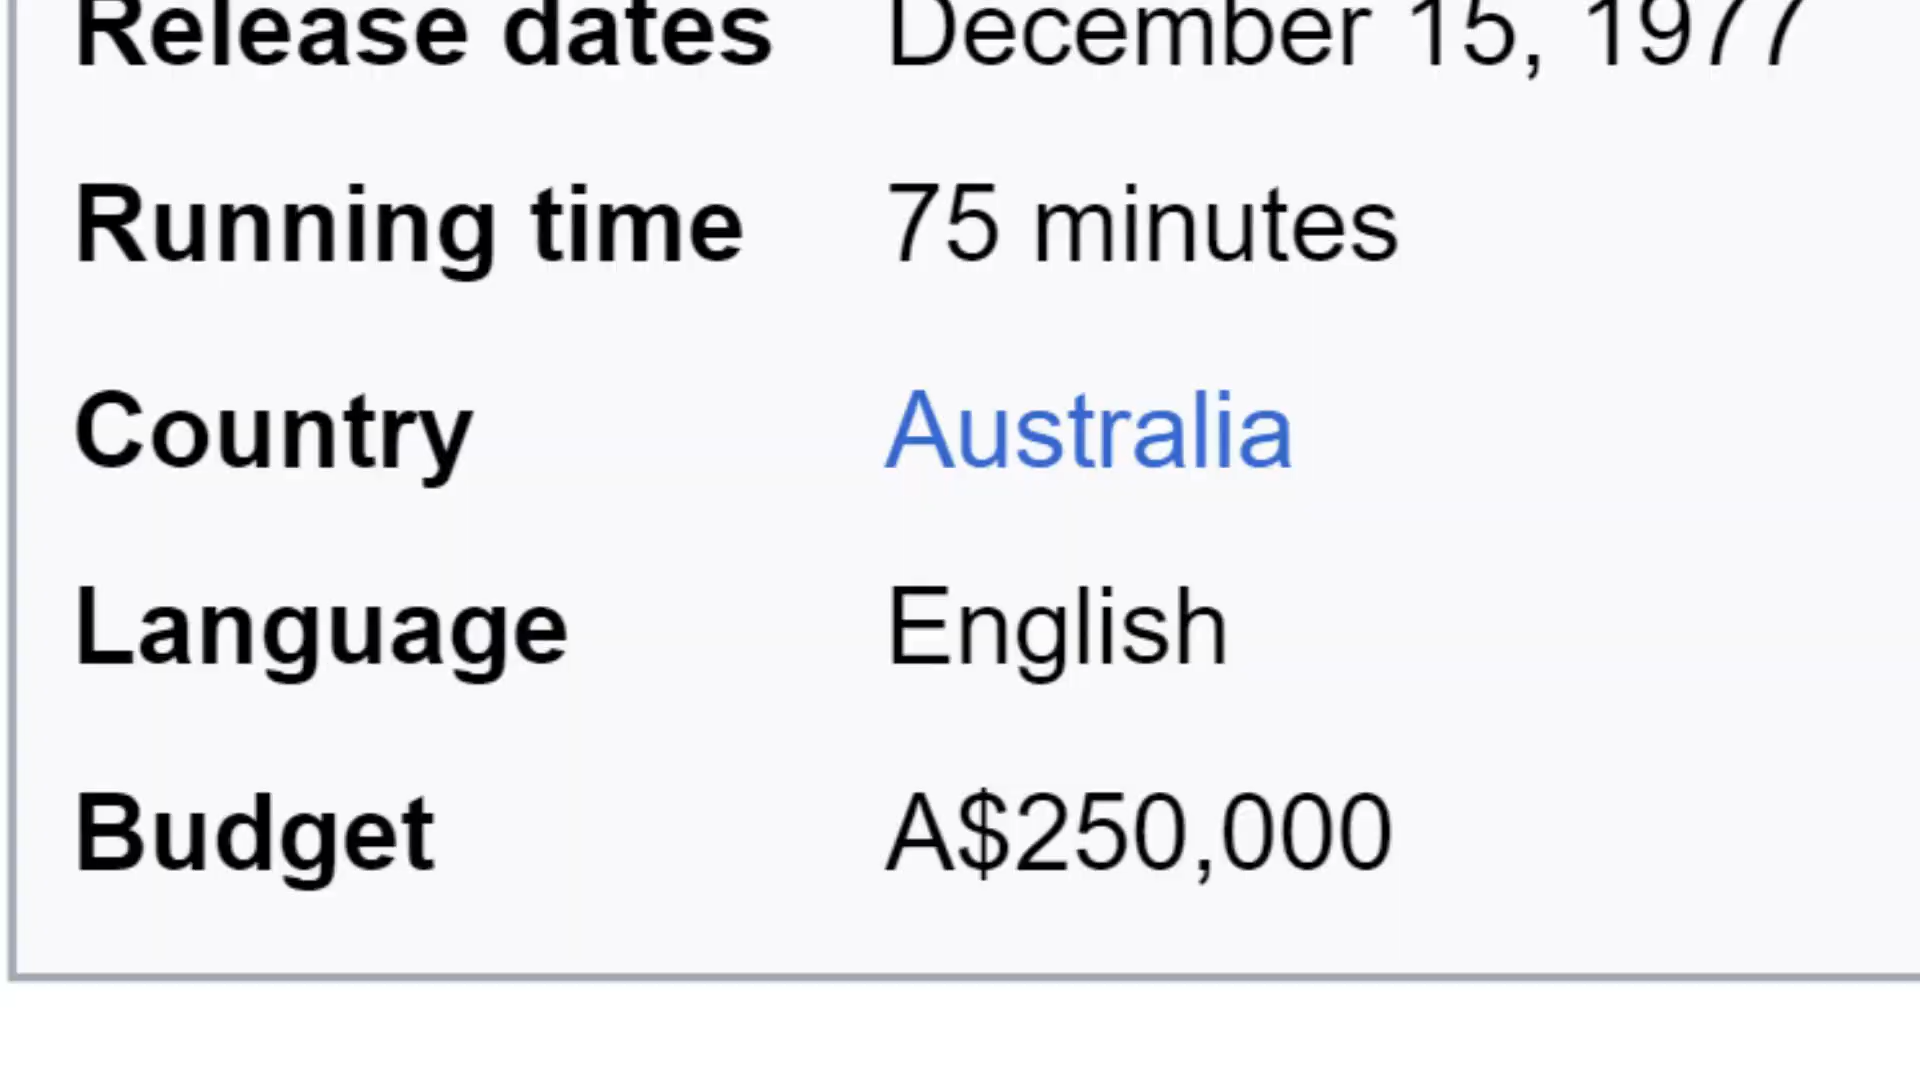 Release dates December 15, 1977
Running time 75 minutes
Country Australia
Language English
Budget A$250,000